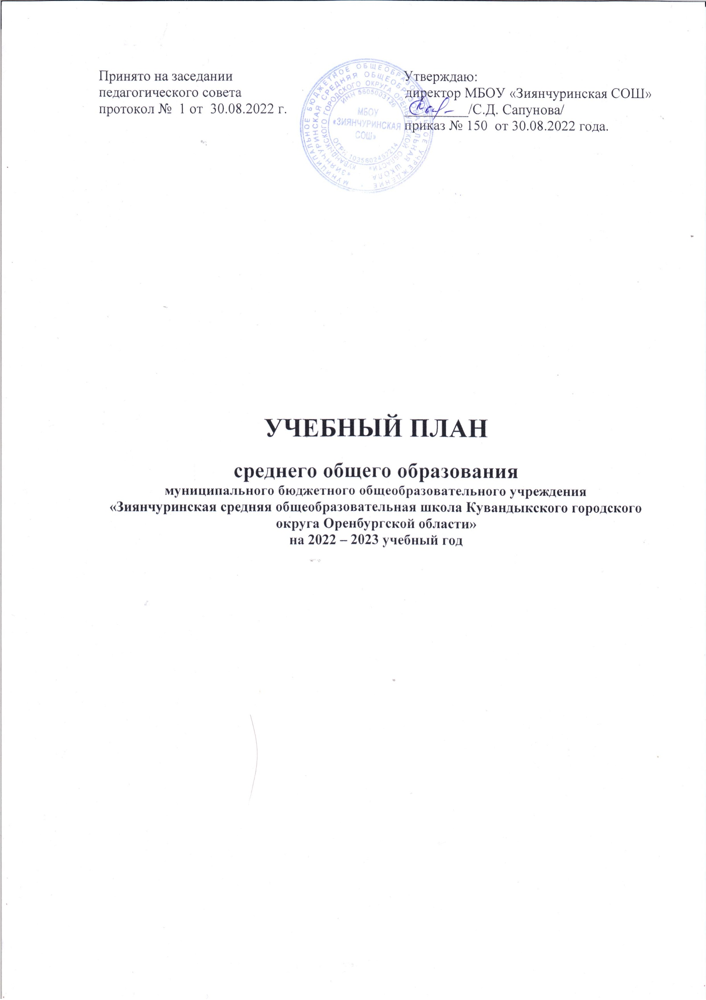 Принято на заседании
педагогического совета
протокол № 1 от 30.08.2022 г.
Утверждаю:
директор МБОУ «Зиянчуринская СОШ»
/С.Д. Сапунова/
приказ № 150 от 30.08.2022 года.
МУНИЦИПАЛЬНОЕ БЮДЖЕТНОЕ ОБЩЕОБРАЗОВАТЕЛЬНОЕ УЧРЕЖДЕНИЕ
«ЗИЯНЧУРИНСКАЯ СРЕДНЯЯ ОБЩЕОБРАЗОВАТЕЛЬНАЯ ШКОЛА
КУВАНДЫКСКОГО ГОРОДСКОГО ОКРУГА ОРЕНБУРГСКОЙ ОБЛАСТИ»
ИНН 5605003126
МБОУ
«ЗИЯНЧУРИНСКАЯ
СОШ»
ОГРН
УЧЕБНЫЙ ПЛАН
среднего общего образования
муниципального бюджетного общеобразовательного учреждения
«Зиянчуринская средняя общеобразовательная школа Кувандыкского городского
округа Оренбургской области»
на 2022 – 2023 учебный год